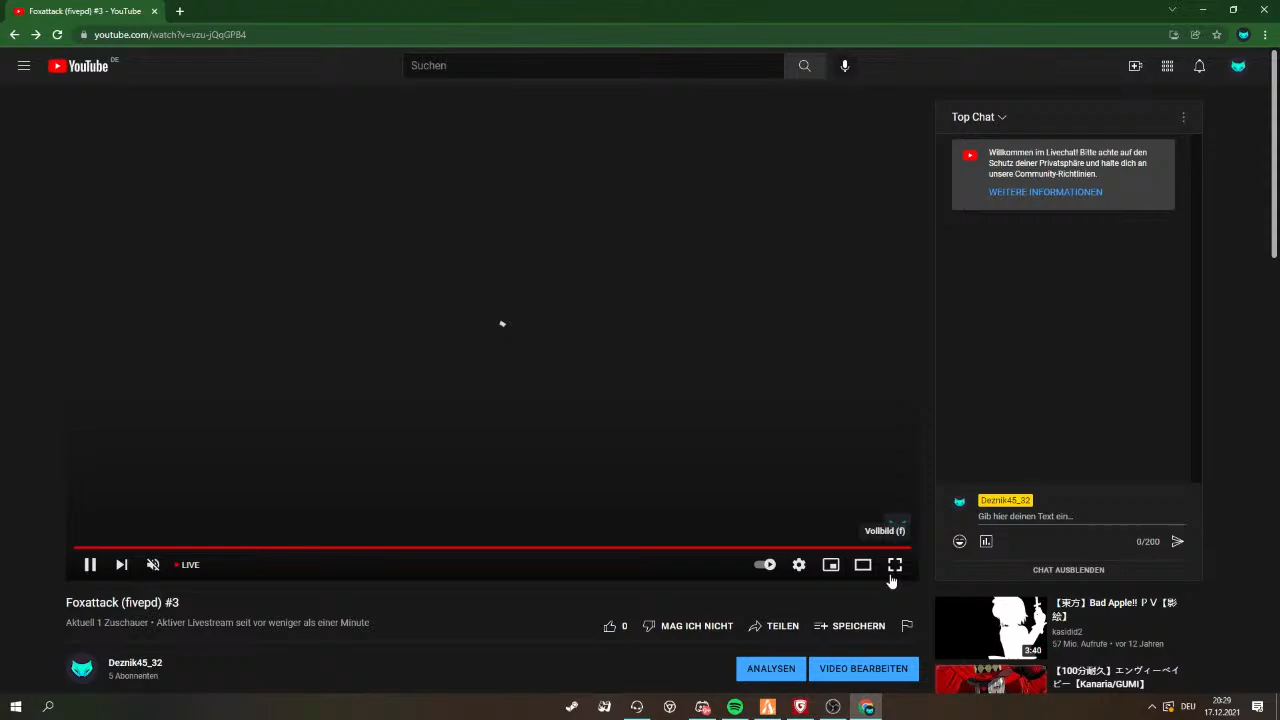 Foxattack (fivepd) #3 - YouTube
youtube.com/watch?v=vzu-jQqGP84
YouTube DE
Suchen
Top Chat
Willkommen im Livechat! Bitte achte auf den
Schutz deiner Privatsphäre und halte dich an
unsere Community-Richtlinien.
WEITERE INFORMATIONEN
Deznik45_32
Gib hier deinen Text ein...
0/200
CHAT AUSBLENDEN
Vollbild (f)
LIVE
Foxattack (fivepd) #3
Aktuell 1 Zuschauer • Aktiver Livestream seit vor weniger als einer Minute
0
MAG ICH NICHT
TEILEN
SPEICHERN
Deznik45_32
5 Abonnenten
ANALYSEN
VIDEO BEARBEITEN
3:40
【東方】Bad Apple!! ＰＶ【影
絵】
kasidid2
57 Mio. Aufrufe • vor 12 Jahren
【100分耐久】エンヴィーベイ
ビー【Kanaria/GUMI】
DEU
20:29
17.12.2021